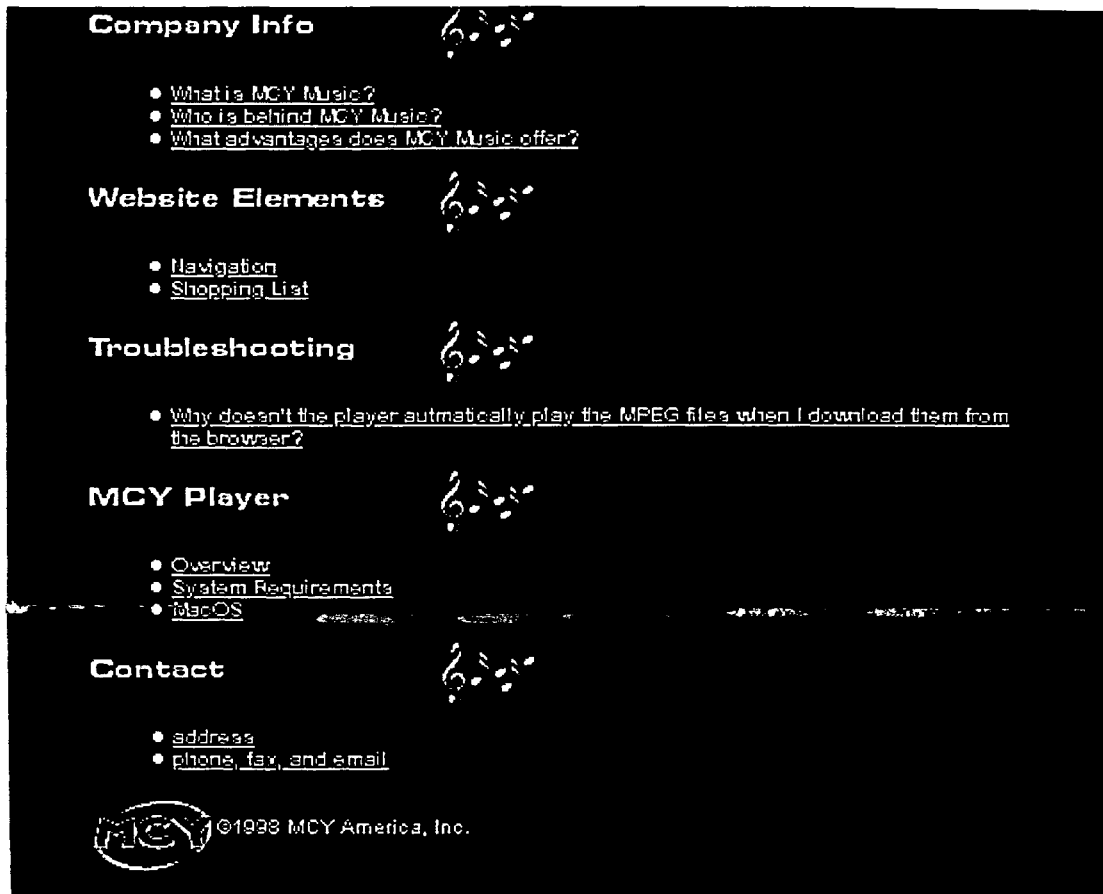 Company Info
• What is MCY Music?
• Who is behind MCY Music?
• What advantages does MCY Music offer?
Website Elements
• Navigation
• Shopping List
Troubleshooting
• Why doesn't the player autmatically play the MPEG files when I download them from
the browser?
MCY Player
• Overview
• System Requirements
• MacOS
Contact
• address
• phone, fax, and email
MCY ©1998 MCY America, Inc.